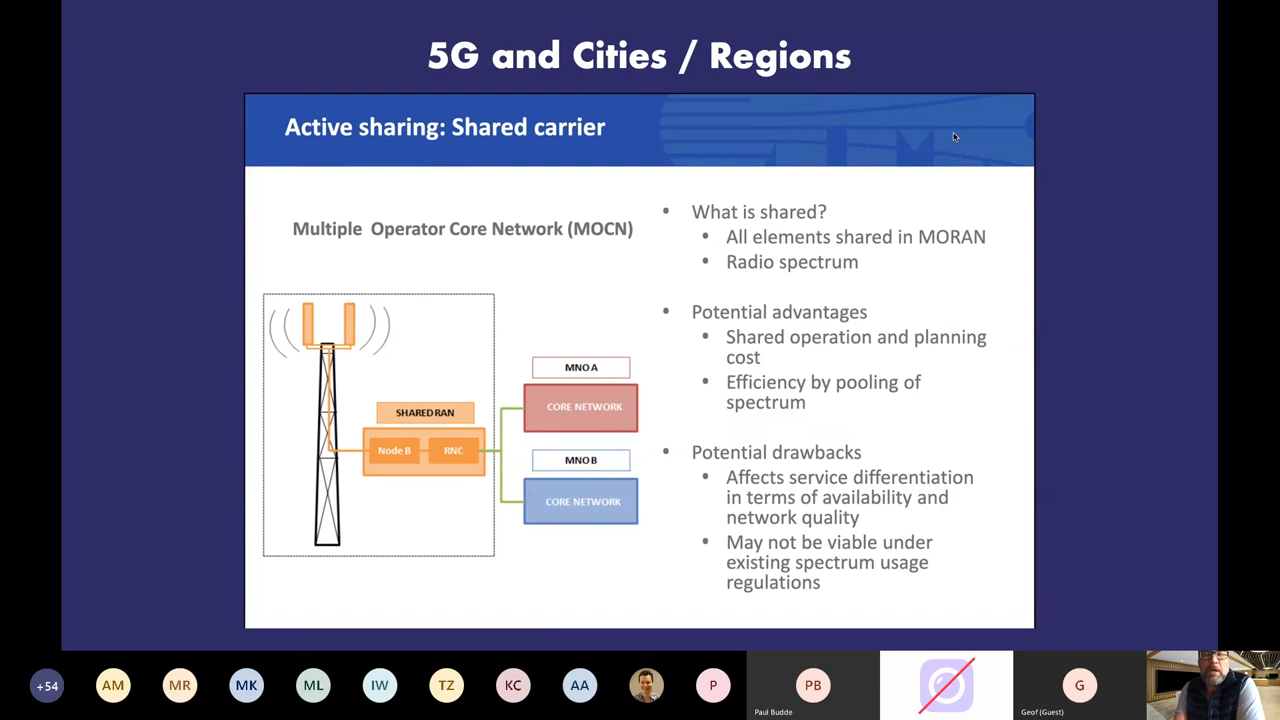 5G and Cities / Regions
Active sharing: Shared carrier
Multiple Operator Core Network (MOCN)
MNO A
CORE NETWORK
SHARED RAN
Node B
RNC
MNO B
CORE NETWORK
• What is shared?
• All elements shared in MORAN
• Radio spectrum
• Potential advantages
• Shared operation and planning
cost
• Efficiency by pooling of
spectrum
• Potential drawbacks
• Affects service differentiation
in terms of availability and
network quality
• May not be viable under
existing spectrum usage
regulations
+54
AM
MR
MK
ML
IW
TZ
KC
AA
P
PB
Paul Budde
G
Geof (Guest)